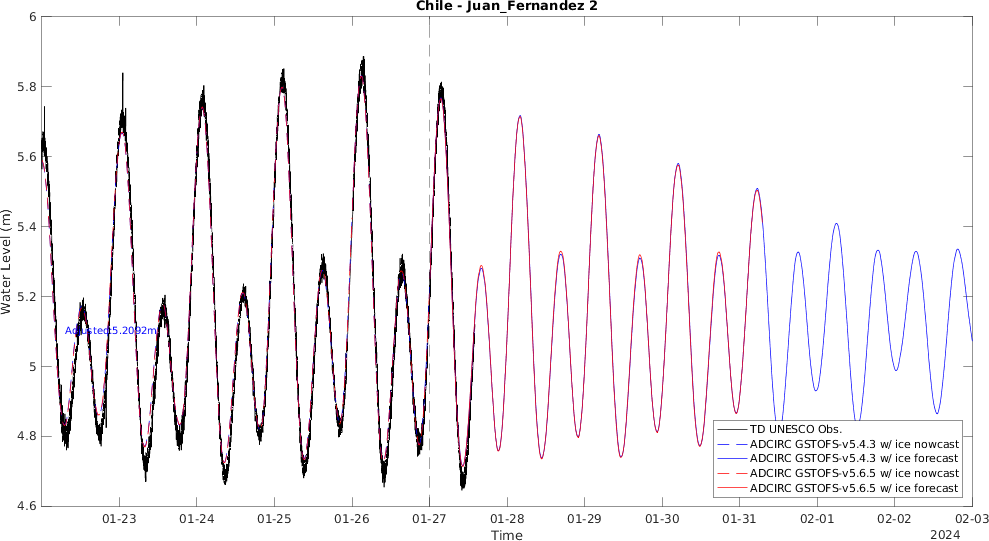 Chile - Juan_Fernandez 2
Water Level (m)
6
5.8
5.6
5.4
5.2
5
4.8
4.6
Adjusted:5.2092m
TD UNESCO Obs.
ADCIRC GSTOFS-v5.4.3 w/ ice nowcast
ADCIRC GSTOFS-v5.4.3 w/ ice forecast
ADCIRC GSTOFS-v5.6.5 w/ ice nowcast
ADCIRC GSTOFS-v5.6.5 w/ ice forecast
01-23 01-24 01-25 01-26 01-27 01-28 01-29 01-30 01-31 02-01 02-02 02-03
Time
2024